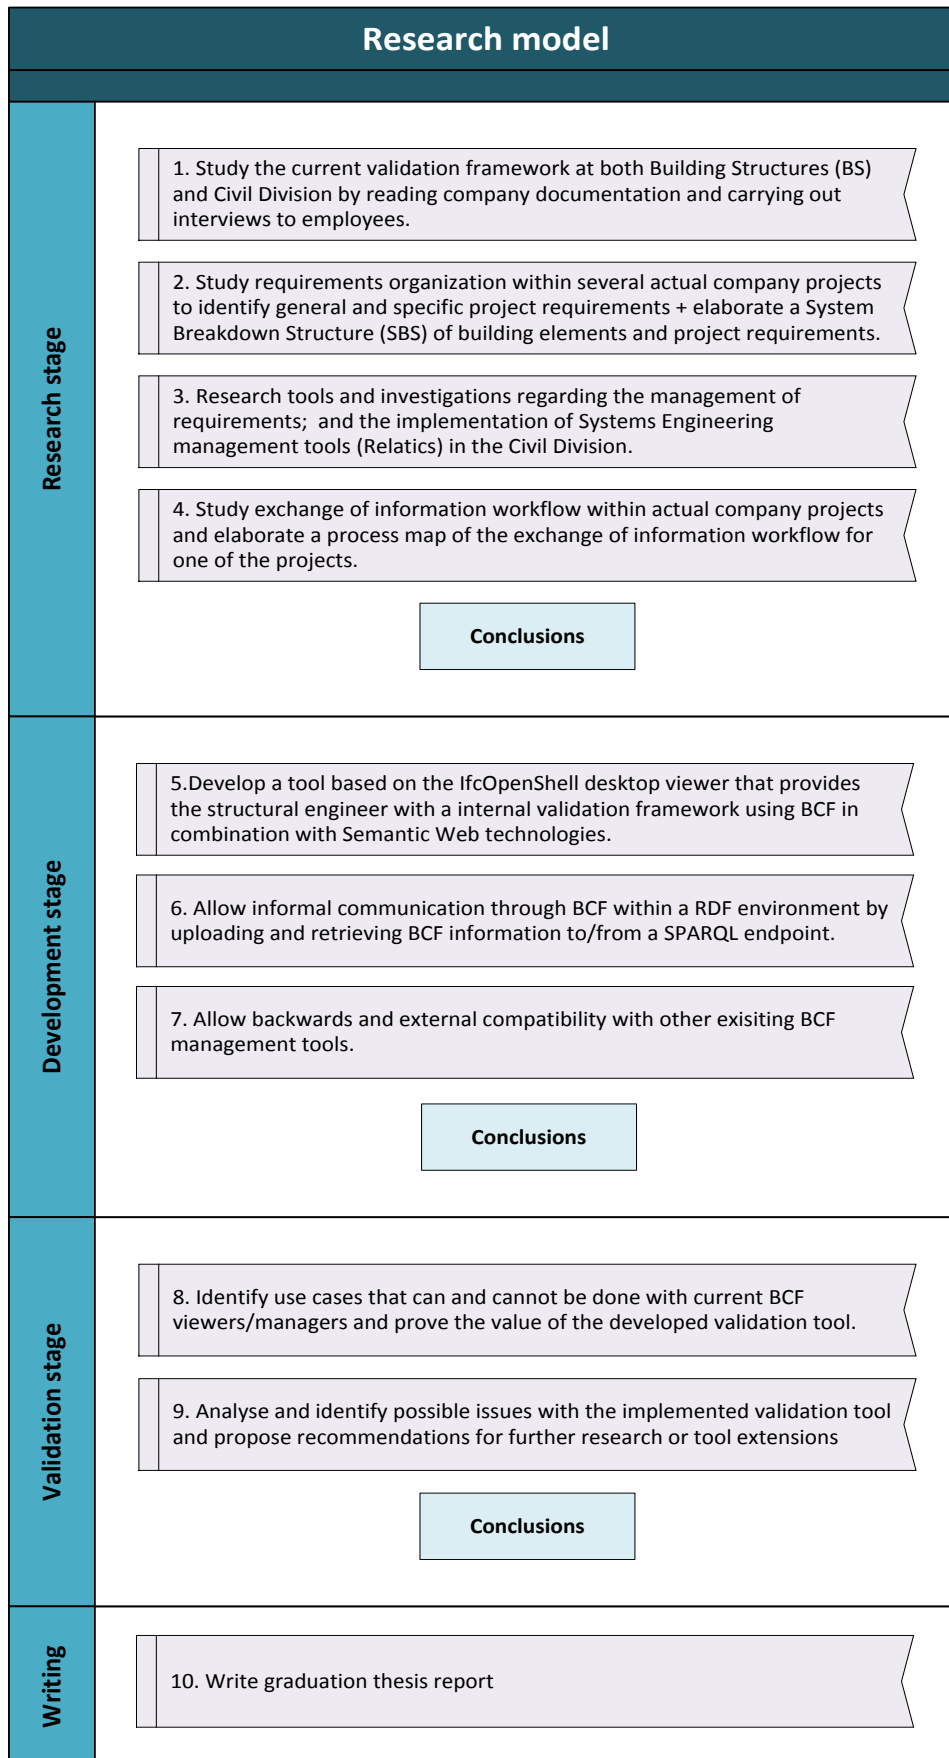 Research model
Research stage
1. Study the current validation framework at both Building Structures (BS)
and Civil Division by reading company documentation and carrying out
interviews to employees.
2. Study requirements organization within several actual company projects
to identify general and specific project requirements + elaborate a System
Breakdown Structure (SBS) of building elements and project requirements.
3. Research tools and investigations regarding the management of
requirements;  and the implementation of Systems Engineering
management tools (Relatics) in the Civil Division.
4. Study exchange of information workflow within actual company projects
and elaborate a process map of the exchange of information workflow for
one of the projects.
Conclusions
Development stage
5.Develop a tool based on the IfcOpenShell desktop viewer that provides
the structural engineer with a internal validation framework using BCF in
combination with Semantic Web technologies.
6. Allow informal communication through BCF within a RDF environment by
uploading and retrieving BCF information to/from a SPARQL endpoint.
7. Allow backwards and external compatibility with other exisiting BCF
management tools.
Conclusions
Validation stage
8. Identify use cases that can and cannot be done with current BCF
viewers/managers and prove the value of the developed validation tool.
9. Analyse and identify possible issues with the implemented validation tool
and propose recommendations for further research or tool extensions
Conclusions
Writing
10. Write graduation thesis report